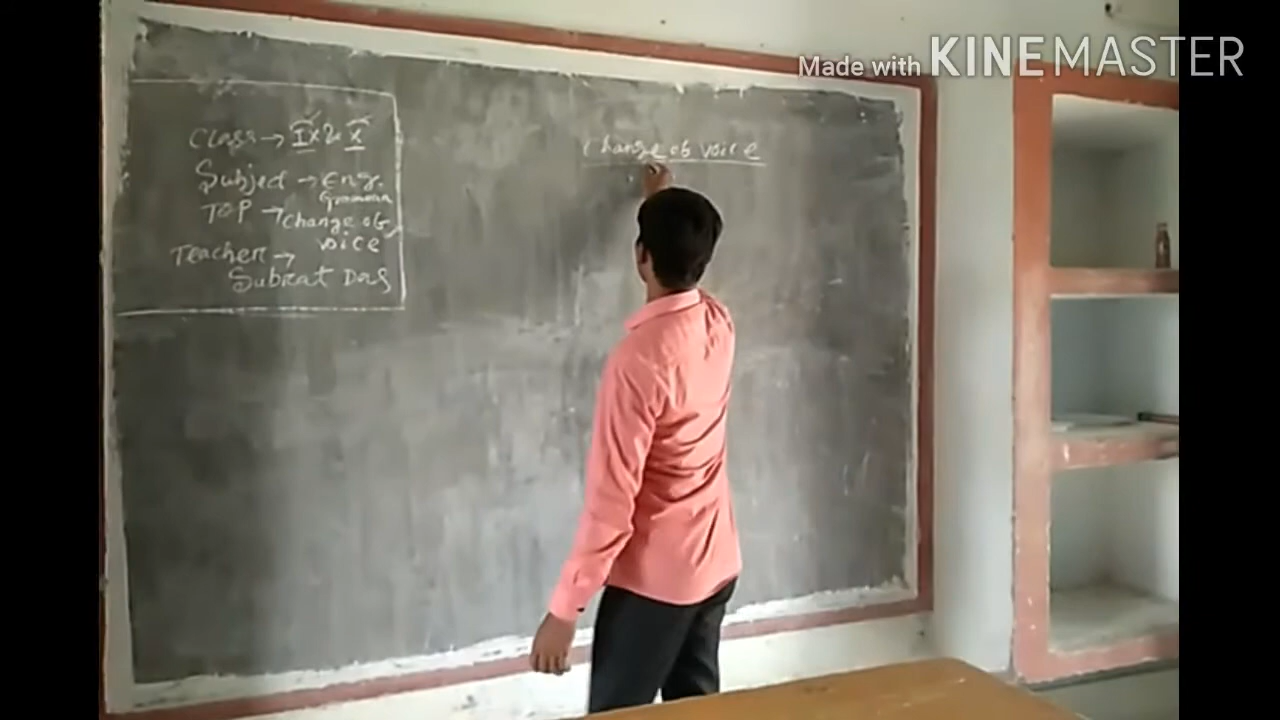 Made with KINEMASTER
Class → IX & X
Subject → Eng.
Grammar
TOP → Change of
voice
Teacher →
Subrat Das
Change of voice